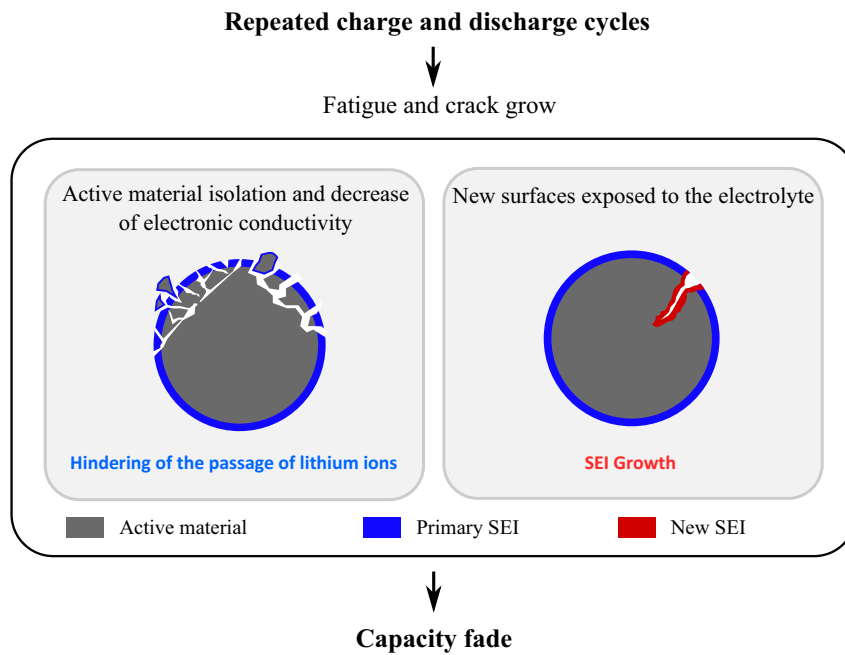 Repeated charge and discharge cycles
Fatigue and crack grow
Active material isolation and decrease
of electronic conductivity
Hindering of the passage of lithium ions
New surfaces exposed to the electrolyte
SEI Growth
Active material
Primary SEI
New SEI
Capacity fade